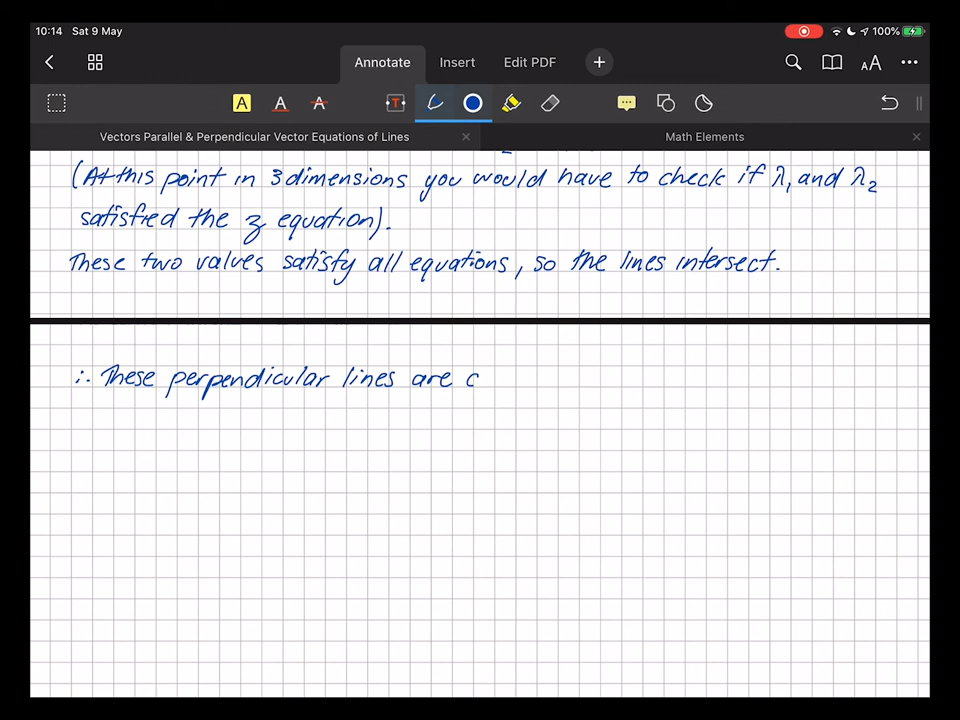 10:14 Sat 9 May 100%
Annotate Insert Edit PDF
A A A T AA
Vectors Parallel & Perpendicular Vector Equations of Lines Math Elements
(At this point in 3 dimensions you would have to check if λ₁ and λ₂
satisfied the z equation).
These two values satisfy all equations, so the lines intersect.
∴ These perpendicular lines are c